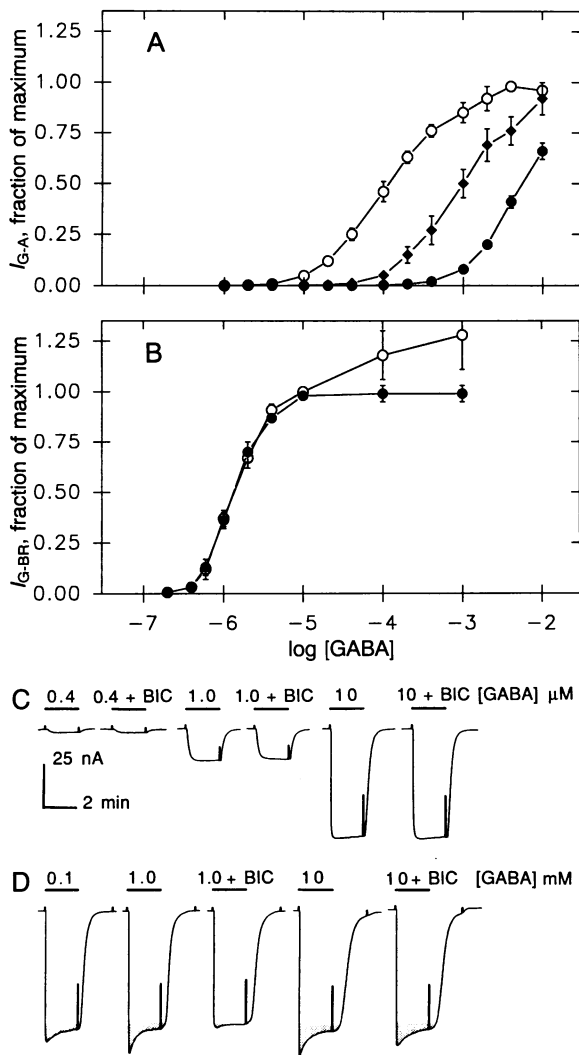 A
I_G-A, fraction of maximum
1.25
1.00
0.75
0.50
0.25
0.00
B
I_G-BR, fraction of maximum
1.25
1.00
0.75
0.50
0.25
0.00
−7 −6 −5 −4 −3 −2
log [GABA]
C
0.4 0.4 + BIC 1.0 1.0 + BIC 10 10 + BIC [GABA] μM
25 nA
2 min
D
0.1 1.0 1.0 + BIC 10 10 + BIC [GABA] mM